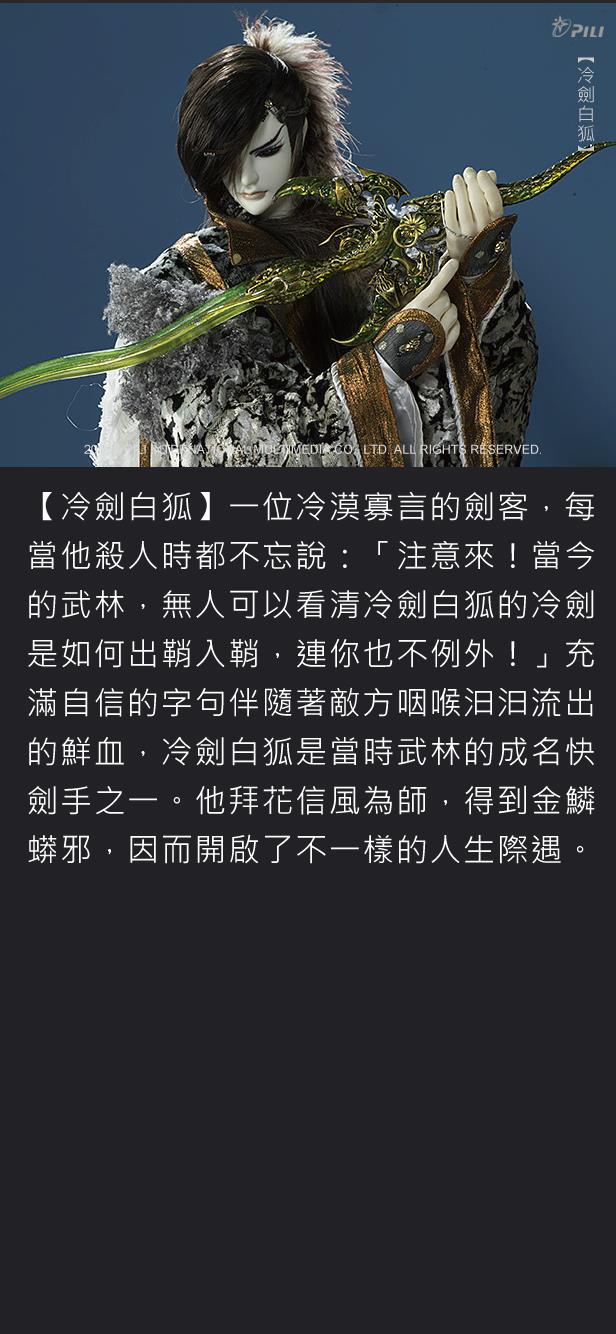 PILI
【冷劍白狐】
INTERNATIONAL MULTIMEDIA CO., LTD. ALL RIGHTS RESERVED.
【冷劍白狐】一位冷漠寡言的劍客，每
當他殺人時都不忘說：「注意來！當今
的武林，無人可以看清冷劍白狐的冷劍
是如何出鞘入鞘，連你也不例外！」充
滿自信的字句伴隨著敵方咽喉汩汩流出
的鮮血，冷劍白狐是當時武林的成名快
劍手之一。他拜花信風為師，得到金鱗
蟒邪，因而開啟了不一樣的人生際遇。